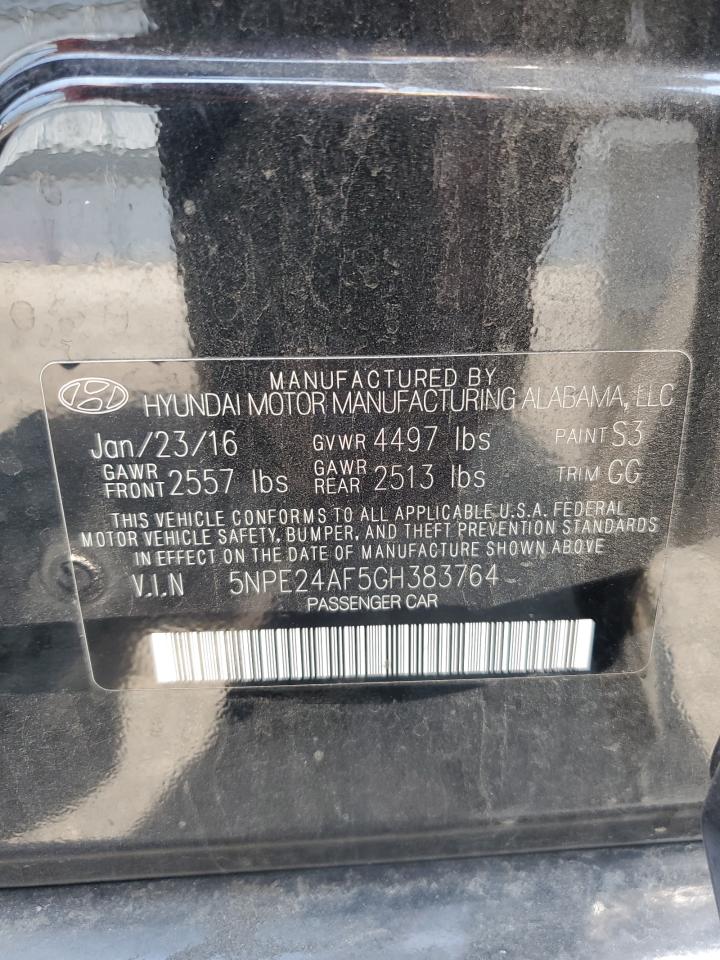 MANUFACTURED BY
HYUNDAI MOTOR MANUFACTURING ALABAMA, LLC
Jan/23/16 GVWR 4497 lbs PAINT S3
GAWR FRONT 2557 lbs GAWR REAR 2513 lbs TRIM GG
THIS VEHICLE CONFORMS TO ALL APPLICABLE U.S.A. FEDERAL
MOTOR VEHICLE SAFETY, BUMPER, AND THEFT PREVENTION STANDARDS
IN EFFECT ON THE DATE OF MANUFACTURE SHOWN ABOVE
V.I.N 5NPE24AF5GH383764
PASSENGER CAR